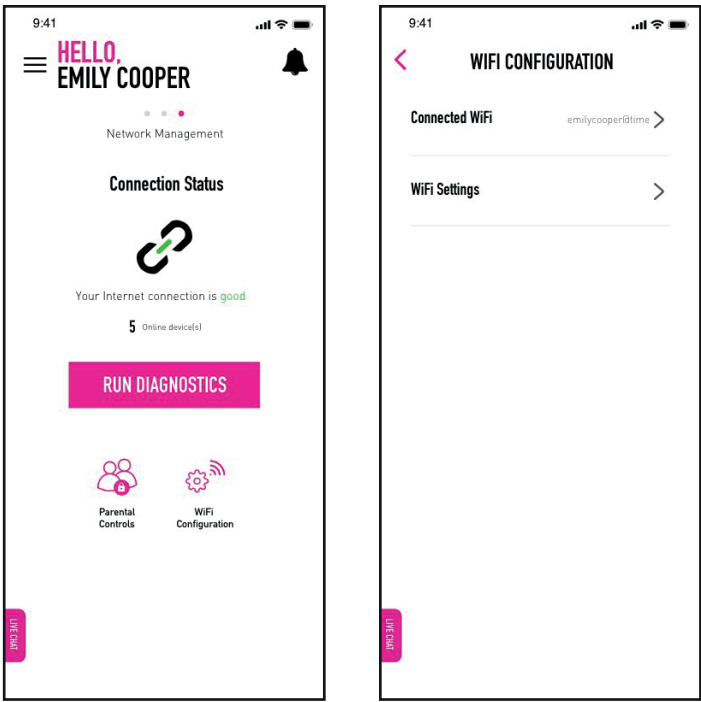 9:41
HELLO,
EMILY COOPER
Network Management
Connection Status
Your Internet connection is good
5 Online device(s)
RUN DIAGNOSTICS
Parental
Controls
WiFi
Configuration
LIVE CHAT
9:41
WIFI CONFIGURATION
Connected WiFi
emilycooper@time
WiFi Settings
LIVE CHAT